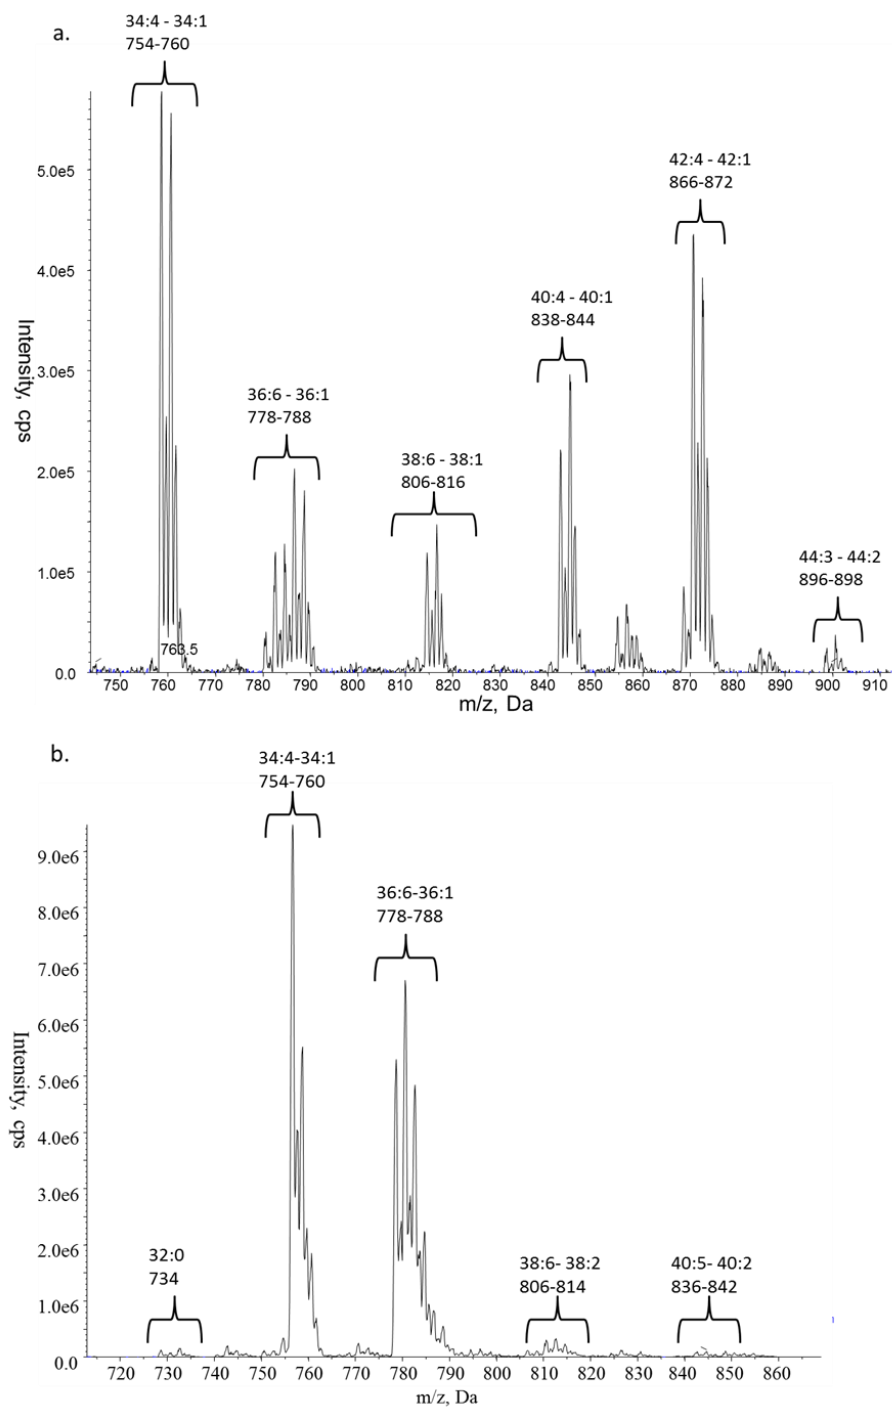 a.
34:4 - 34:1
754-760
42:4 - 42:1
866-872
5.0e5
4.0e5
40:4 - 40:1
838-844
3.0e5
36:6 - 36:1
778-788
38:6 - 38:1
806-816
2.0e5
44:3 - 44:2
896-898
1.0e5
763.5
0.0
Intensity, cps
750 760 770 780 790 800 810 820 830 840 850 860 870 880 890 900 910
m/z, Da
b.
34:4-34:1
754-760
9.0e6
36:6-36:1
778-788
8.0e6
7.0e6
6.0e6
5.0e6
4.0e6
3.0e6
2.0e6
32:0
734
38:6- 38:2
806-814
40:5- 40:2
836-842
1.0e6
0.0
Intensity, cps
720 730 740 750 760 770 780 790 800 810 820 830 840 850 860
m/z, Da